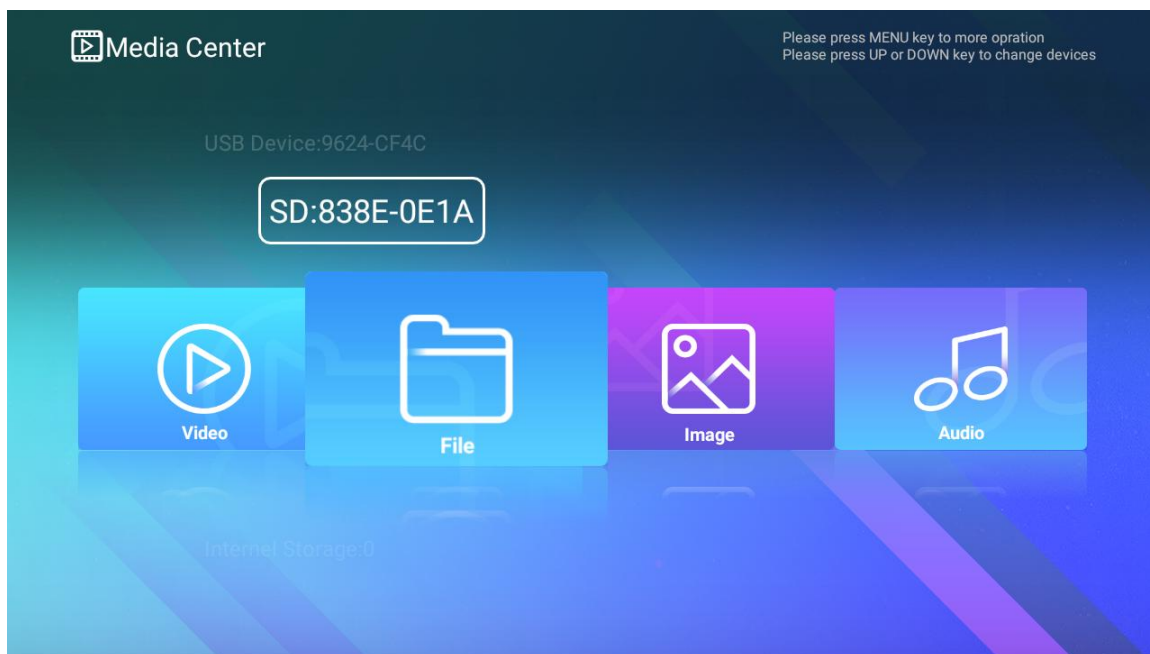 Media Center
Please press MENU key to more opration
Please press UP or DOWN key to change devices
USB Device:9624-CF4C
SD:838E-0E1A
Video
File
Image
Audio
Internal Storage:0